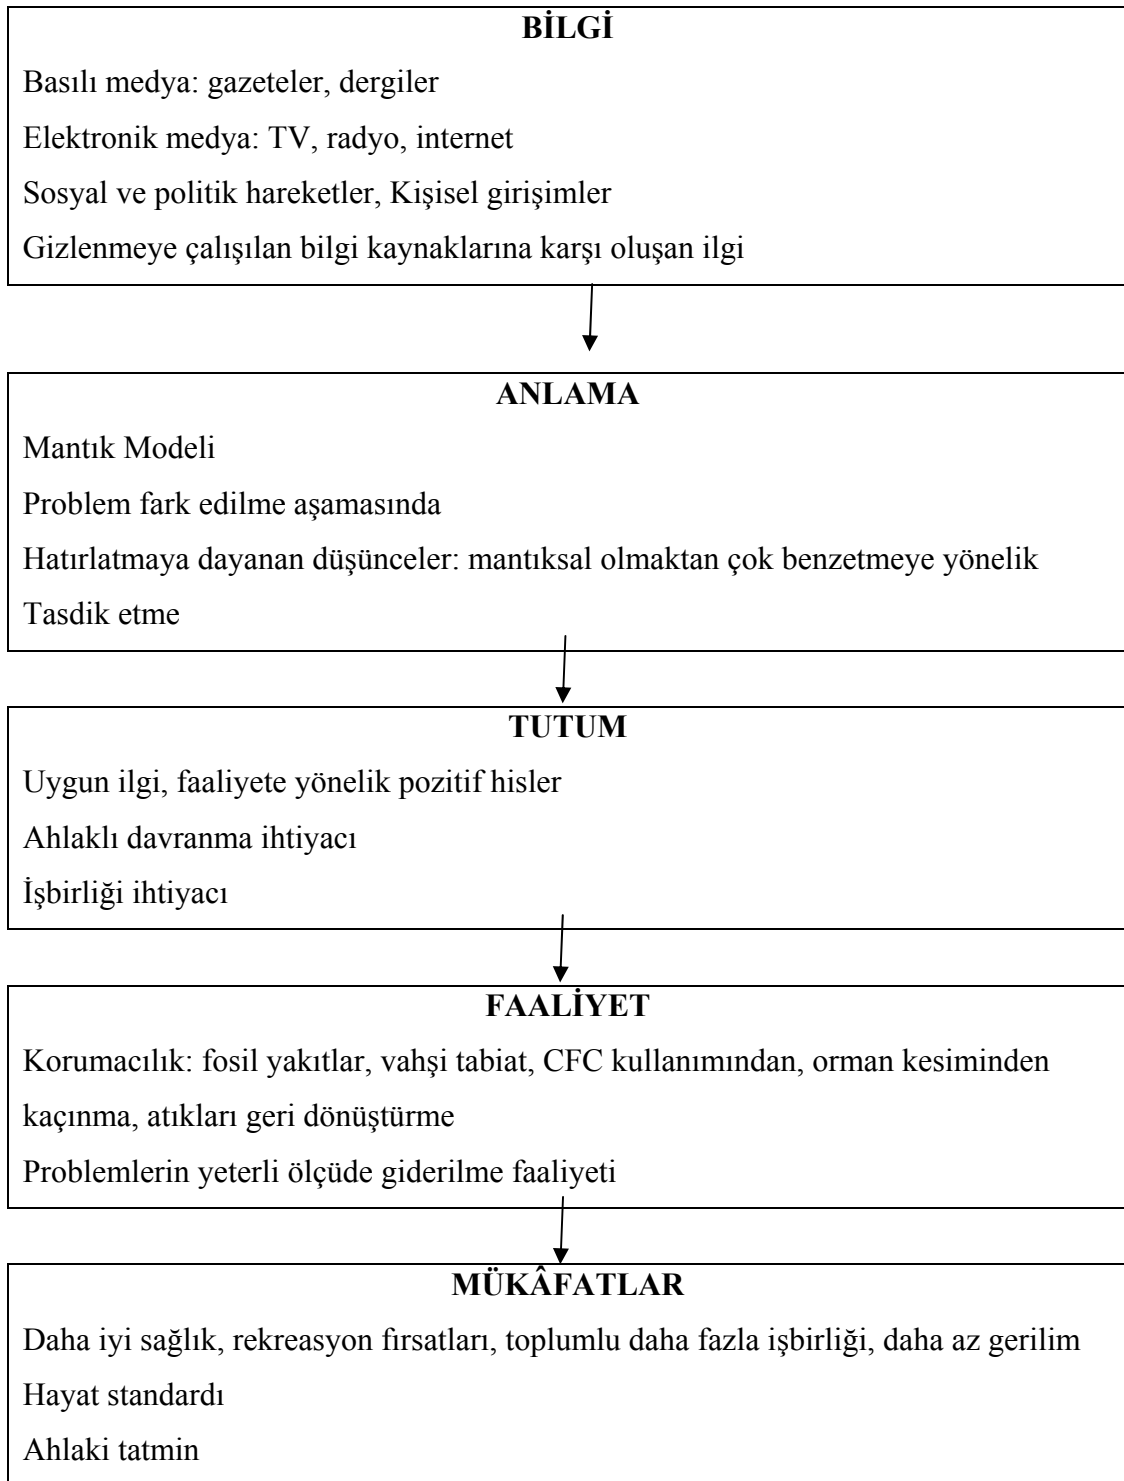 BİLGİ
Basılı medya: gazeteler, dergiler
Elektronik medya: TV, radyo, internet
Sosyal ve politik hareketler, Kişisel girişimler
Gizlenmeye çalışılan bilgi kaynaklarına karşı oluşan ilgi
ANLAMA
Mantık Modeli
Problem fark edilme aşamasında
Hatırlatmaya dayanan düşünceler: mantıksal olmaktan çok benzetmeye yönelik
Tasdik etme
TUTUM
Uygun ilgi, faaliyete yönelik pozitif hisler
Ahlaklı davranma ihtiyacı
İşbirliği ihtiyacı
FAALİYET
Korumacılık: fosil yakıtlar, vahşi tabiat, CFC kullanımından, orman kesiminden
kaçınma, atıkları geri dönüştürme
Problemlerin yeterli ölçüde giderilme faaliyeti
MÜKÂFATLAR
Daha iyi sağlık, rekreasyon fırsatları, toplumlu daha fazla işbirliği, daha az gerilim
Hayat standardı
Ahlaki tatmin